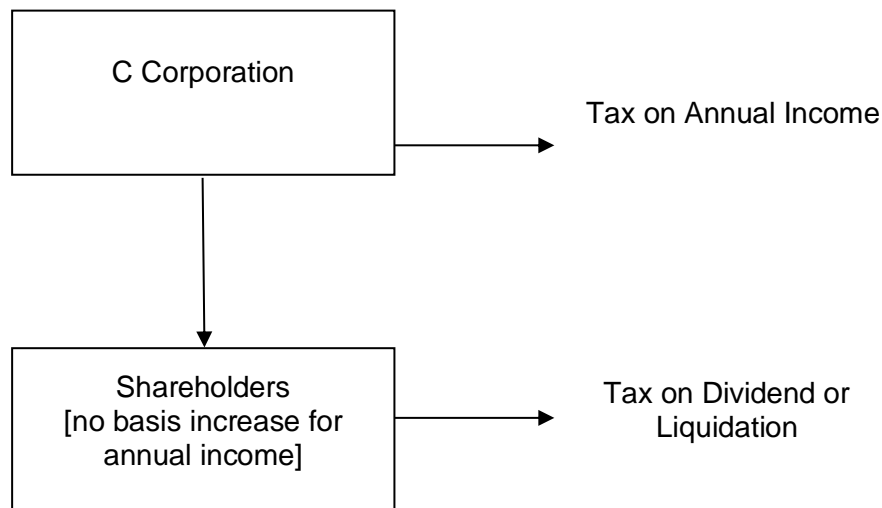 C Corporation
Tax on Annual Income
Shareholders
[no basis increase for
annual income]
Tax on Dividend or
Liquidation